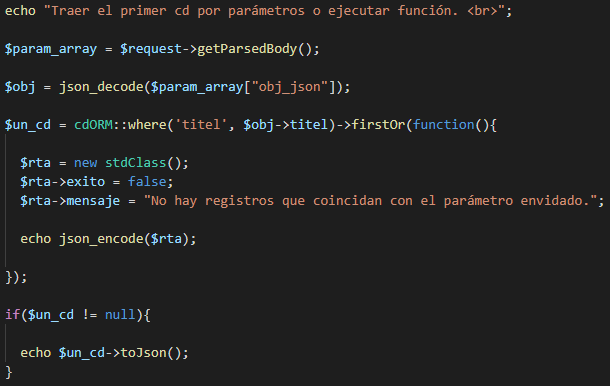 echo "Traer el primer cd por parámetros o ejecutar función. <br>";
$param_array = $request->getParsedBody();
$obj = json_decode($param_array["obj_json"]);
$un_cd = cdORM::where('titel', $obj->titel)->firstOr(function(){
$rta = new stdClass();
$rta->exito = false;
$rta->mensaje = "No hay registros que coincidan con el parámetro envidado.";
echo json_encode($rta);
});
if($un_cd != null){
echo $un_cd->toJson();
}